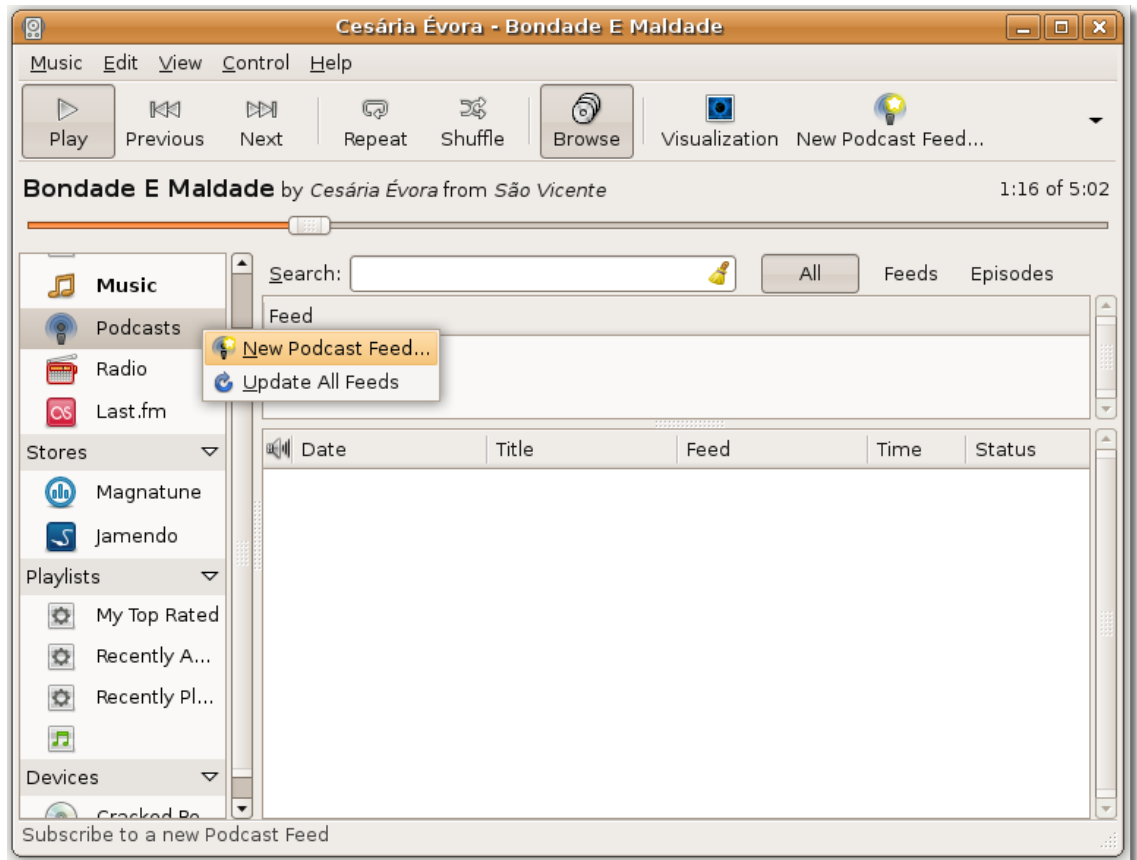 Cesária Évora - Bondade E Maldade
Music Edit View Control Help
Play Previous Next Repeat Shuffle Browse Visualization New Podcast Feed...
Bondade E Maldade by Cesária Évora from São Vicente 1:16 of 5:02
Music
Podcasts
Radio
Last.fm
Stores
Magnatune
Jamendo
Playlists
My Top Rated
Recently A...
Recently Pl...
Devices
Search: All Feeds Episodes
Feed
New Podcast Feed...
Update All Feeds
Date Title Feed Time Status
Subscribe to a new Podcast Feed